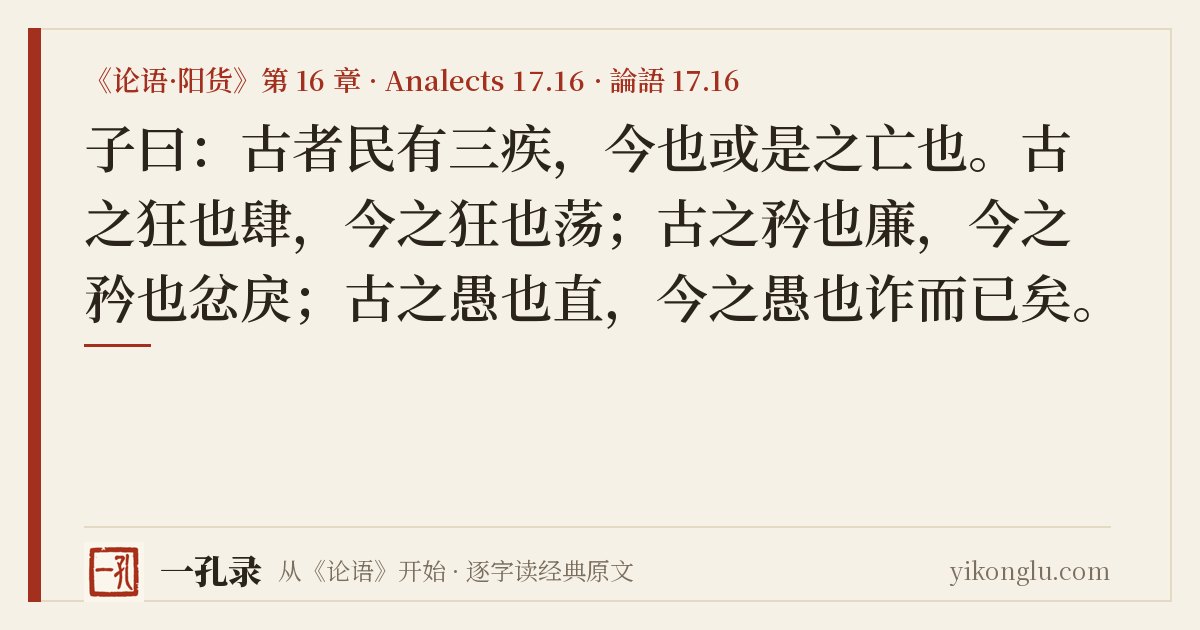 《论语·阳货》第 16 章 · Analects 17.16 · 論語 17.16
子曰：古者民有三疾，今也或是之亡也。古
之狂也肆，今之狂也荡；古之矜也廉，今之
矜也忿戾；古之愚也直，今之愚也诈而已矣。
一孔
一孔录 从《论语》开始 · 逐字读经典原文 yikonglu.com